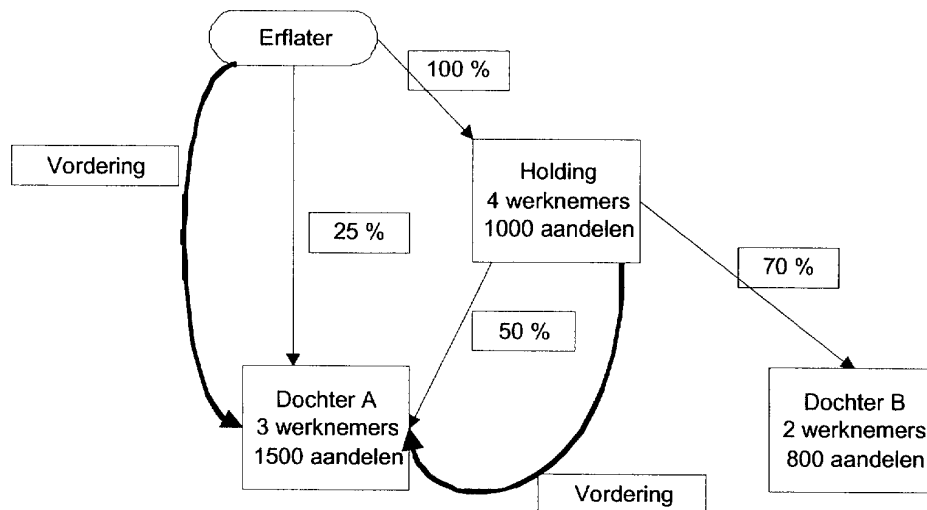 Erflater
100 %
Vordering
Holding
4 werknemers
1000 aandelen
25 %
70 %
50 %
Dochter A
3 werknemers
1500 aandelen
Dochter B
2 werknemers
800 aandelen
Vordering